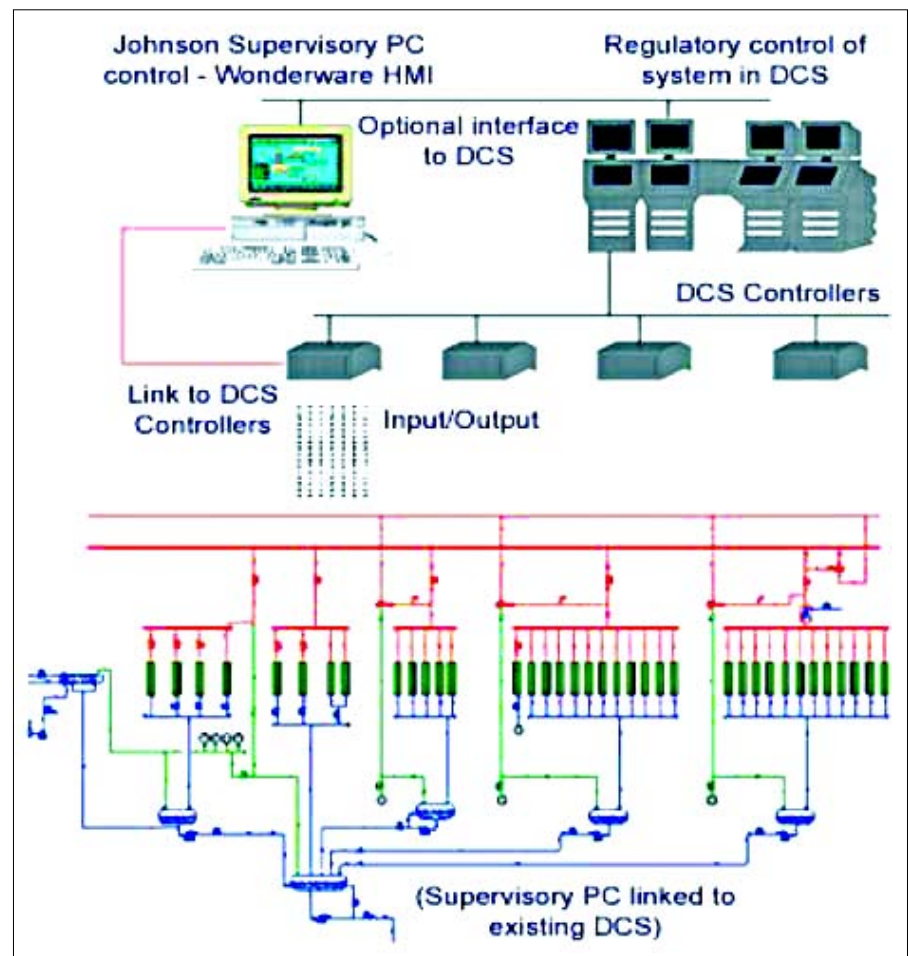 Johnson Supervisory PC
control - Wonderware HMI
Regulatory control of
system in DCS
Optional interface
to DCS
DCS Controllers
Link to DCS
Controllers
Input/Output
(Supervisory PC linked to
existing DCS)